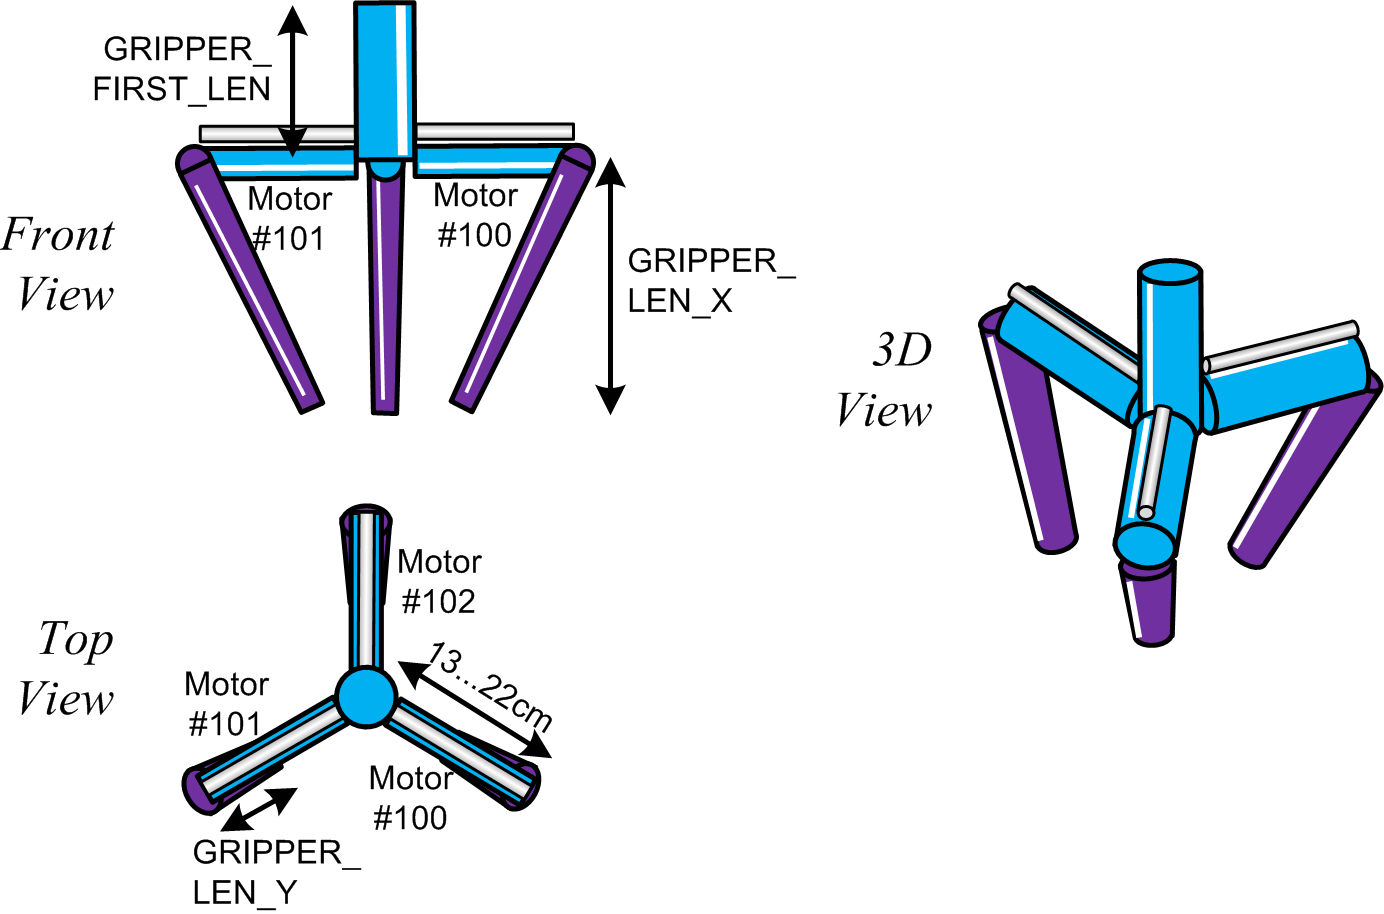 GRIPPER_
FIRST_LEN
Motor
#101
Motor
#100
Front
View
GRIPPER_
LEN_X
3D
View
Motor
#102
Top
View
13...22cm
Motor
#101
Motor
#100
GRIPPER_
LEN_Y